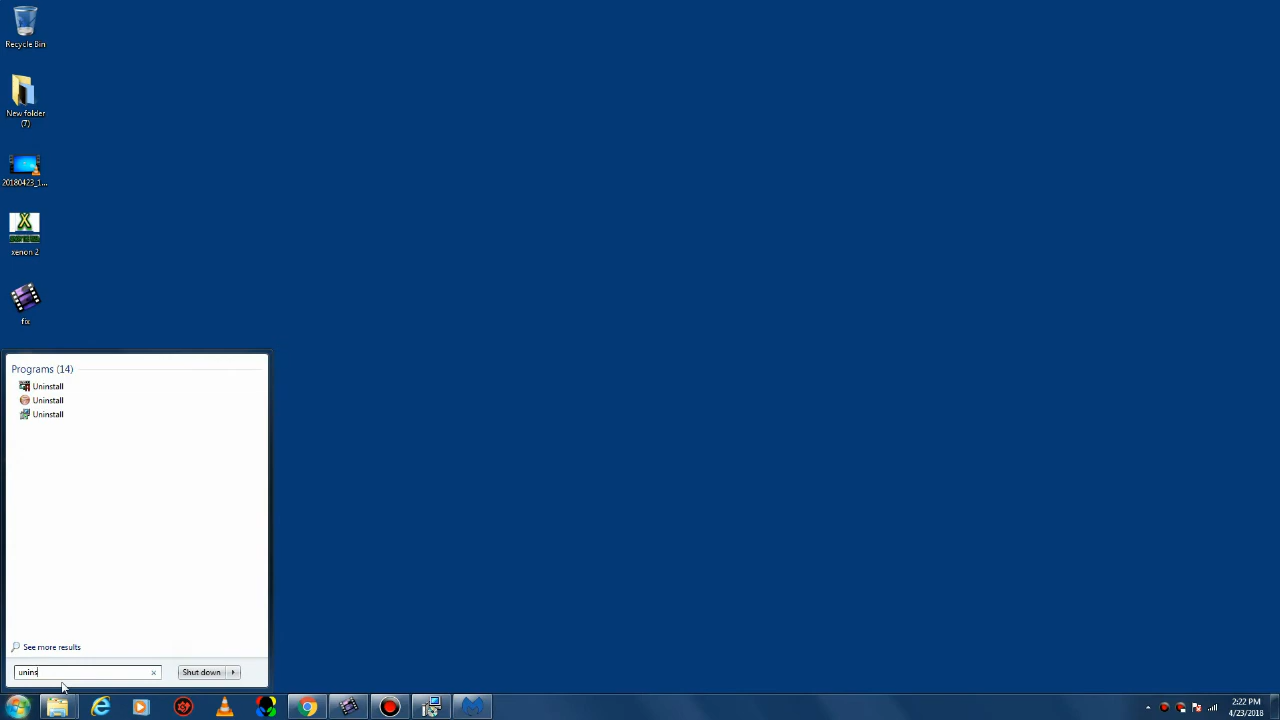 Recycle Bin
New folder
(7)
20180423_1...
xenon 2
fix
Programs (14)
Uninstall
Uninstall
Uninstall
See more results
unins
Shut down
2:22 PM
4/23/2018